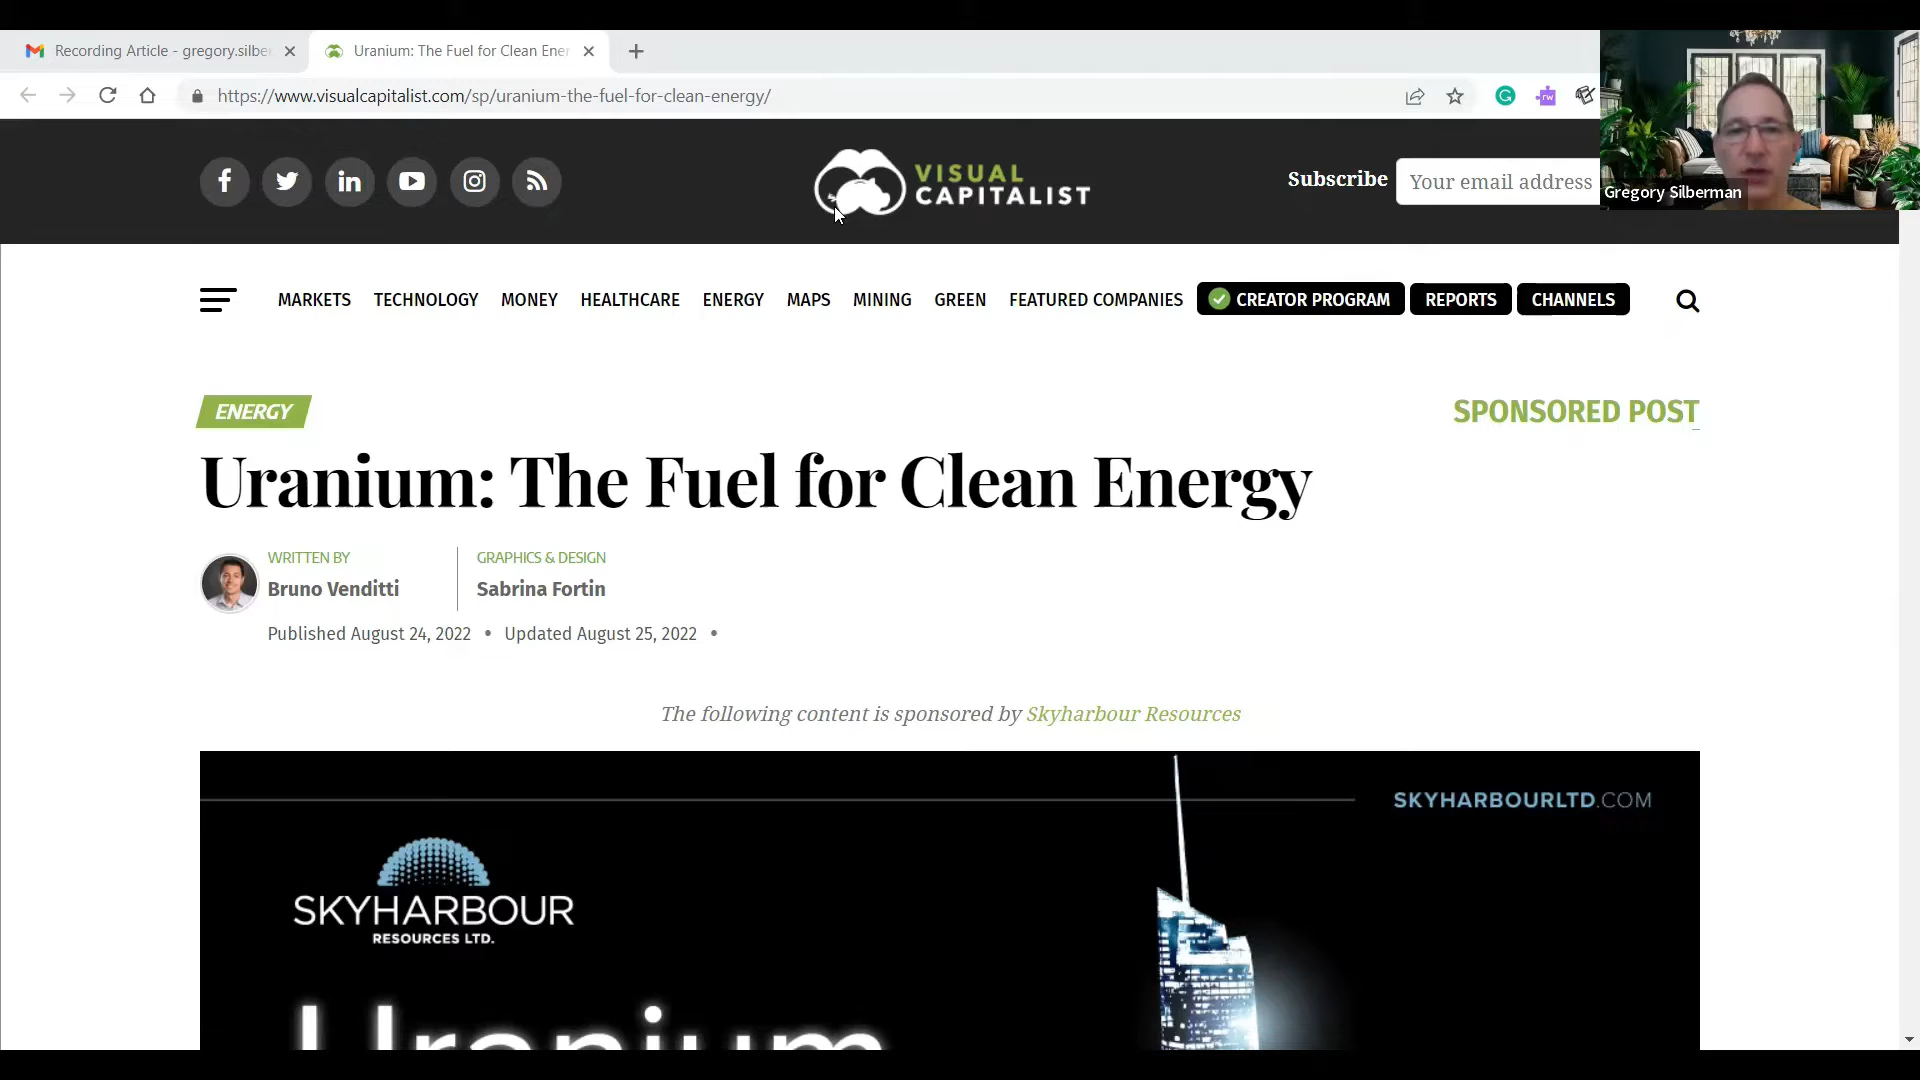 Recording Article - gregory.silber
Uranium: The Fuel for Clean Ener
https://www.visualcapitalist.com/sp/uranium-the-fuel-for-clean-energy/
VISUAL
CAPITALIST
Subscribe
Your email address
Gregory Silberman
MARKETS TECHNOLOGY MONEY HEALTHCARE ENERGY MAPS MINING GREEN FEATURED COMPANIES CREATOR PROGRAM REPORTS CHANNELS
ENERGY
SPONSORED POST
Uranium: The Fuel for Clean Energy
WRITTEN BY
Bruno Venditti
GRAPHICS & DESIGN
Sabrina Fortin
Published August 24, 2022 • Updated August 25, 2022 •
The following content is sponsored by Skyharbour Resources
SKYHARBOURLTD.COM
SKYHARBOUR
RESOURCES LTD.
Uranium